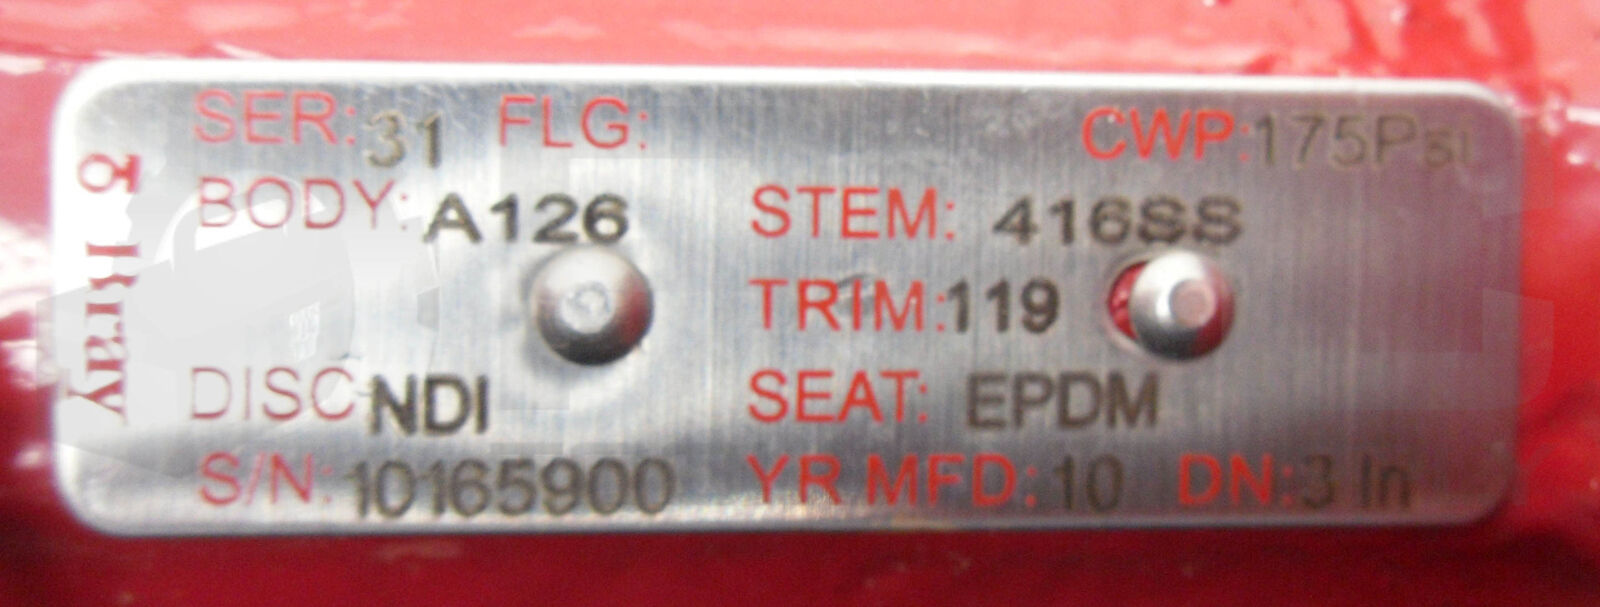 SER: 31 FLG: CWP: 175Psi
BODY: A126 STEM: 416SS
TRIM: 119
DISC NDI SEAT: EPDM
S/N: 10165900 YR MFD: 10 DN: 3 In
Bray